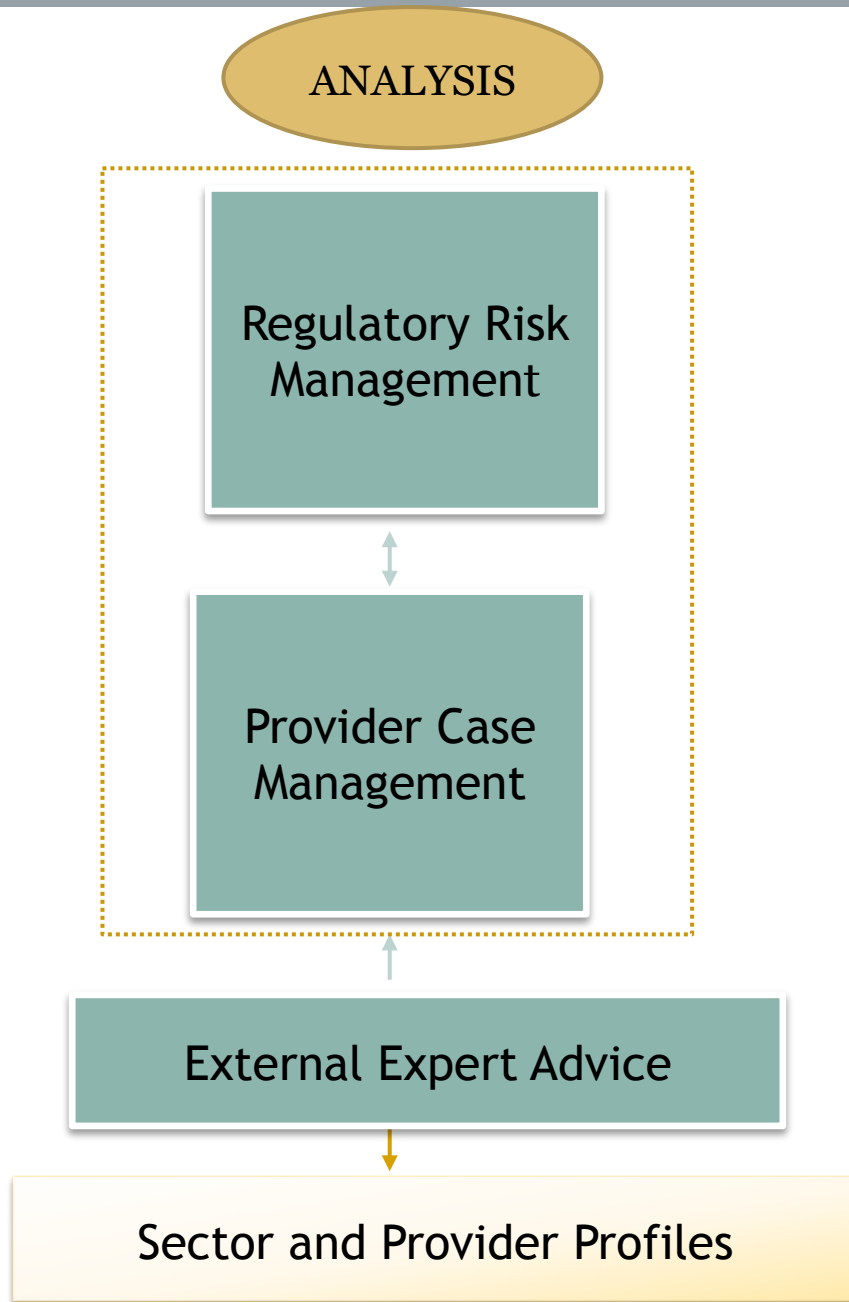 ANALYSIS
Regulatory Risk
Management
Provider Case
Management
External Expert Advice
Sector and Provider Profiles